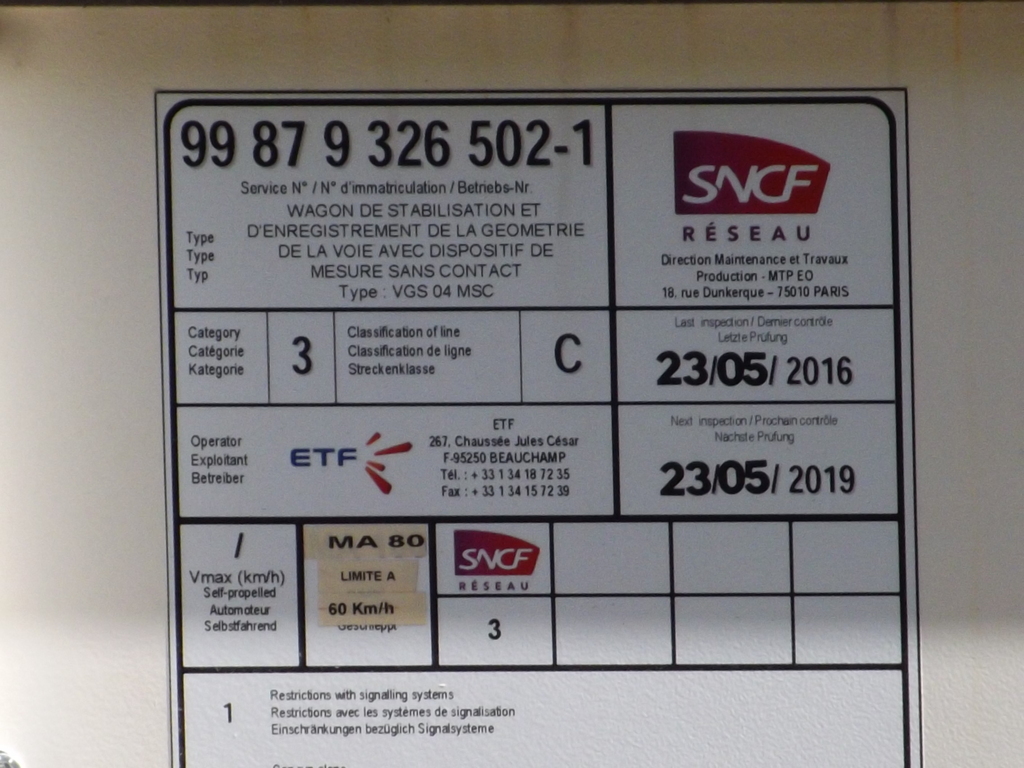 99 87 9 326 502-1
Service N° / N° d'immatriculation / Betriebs-Nr
Type
Type
Typ
WAGON DE STABILISATION ET
D'ENREGISTREMENT DE LA GEOMETRIE
DE LA VOIE AVEC DISPOSITIF DE
MESURE SANS CONTACT
Type : VGS 04 MSC
SNCF
RÉSEAU
Direction Maintenance et Travaux
Production - MTP EO
18, rue Dunkerque – 75010 PARIS
Category
Catégorie
Kategorie
3
Classification of line
Classification de ligne
Streckenklasse
C
Last inspection / Dernier contrôle
Letzte Prüfung
23/05/ 2016
Operator
Exploitant
Betreiber
ETF
ETF
267, Chaussée Jules César
F-95250 BEAUCHAMP
Tél. : + 33 1 34 18 72 35
Fax : + 33 1 34 15 72 39
Next inspection / Prochain contrôle
Nächste Prüfung
23/05/ 2019
/
Vmax (km/h)
Self-propelled
Automoteur
Selbstfahrend
MA 80
LIMITE A
60 Km/h
Geschleppt
SNCF
RÉSEAU
3
1
Restrictions with signalling systems
Restrictions avec les systèmes de signalisation
Einschränkungen bezüglich Signalsysteme